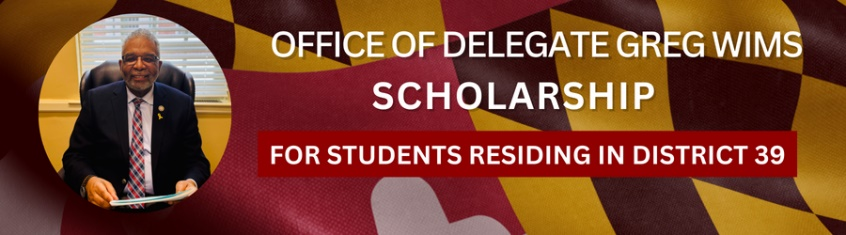 OFFICE OF DELEGATE GREG WIMS
SCHOLARSHIP
FOR STUDENTS RESIDING IN DISTRICT 39